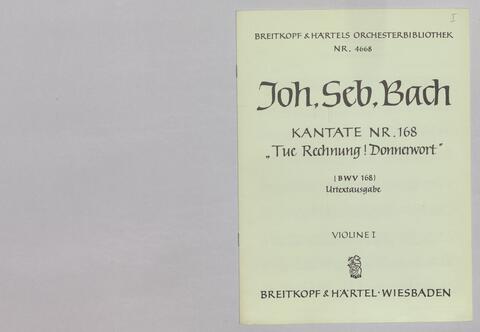 I
BREITKOPF & HÄRTELS ORCHESTERBIBLIOTHEK
NR. 4668
Joh. Seb. Bach
KANTATE NR. 168
„Tue Rechnung! Donnerwort"
(BWV 168)
Urtextausgabe
VIOLINE I
BREITKOPF & HÄRTEL · WIESBADEN